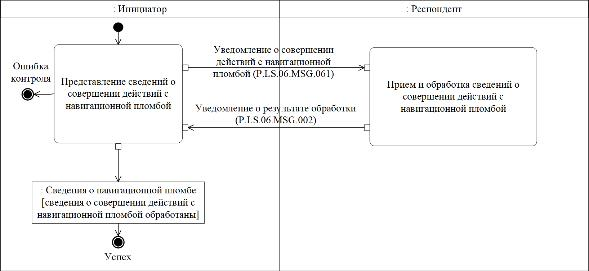 : Инициатор
: Респондент
Ошибка
контроля
Представление сведений о
совершении действий с
навигационной пломбой
Уведомление о совершении
действий с навигационной
пломбой (P.LS.06.MSG.061)
Прием и обработка сведений о
совершении действий с
навигационной пломбой
Уведомление о результате обработки
(P.LS.06.MSG.002)
Сведения о навигационной пломбе
[сведения о совершении действий с
навигационной пломбой обработаны]
Успех